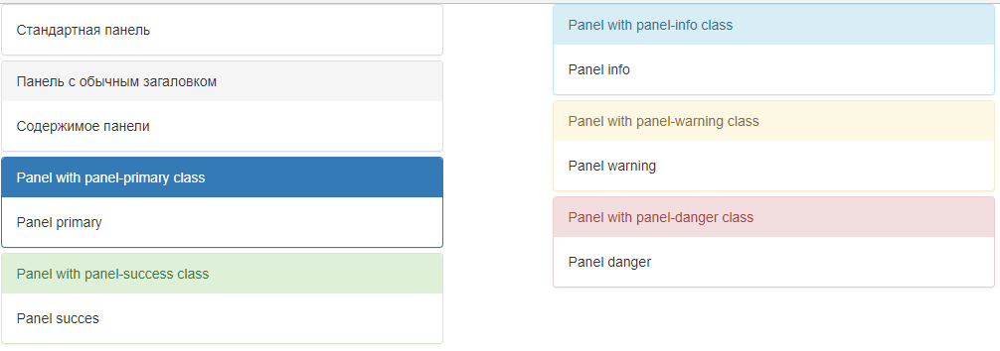 Стандартная панель
Панель с обычным загаловком
Содержимое панели
Panel with panel-primary class
Panel primary
Panel with panel-success class
Panel succes
Panel with panel-info class
Panel info
Panel with panel-warning class
Panel warning
Panel with panel-danger class
Panel danger